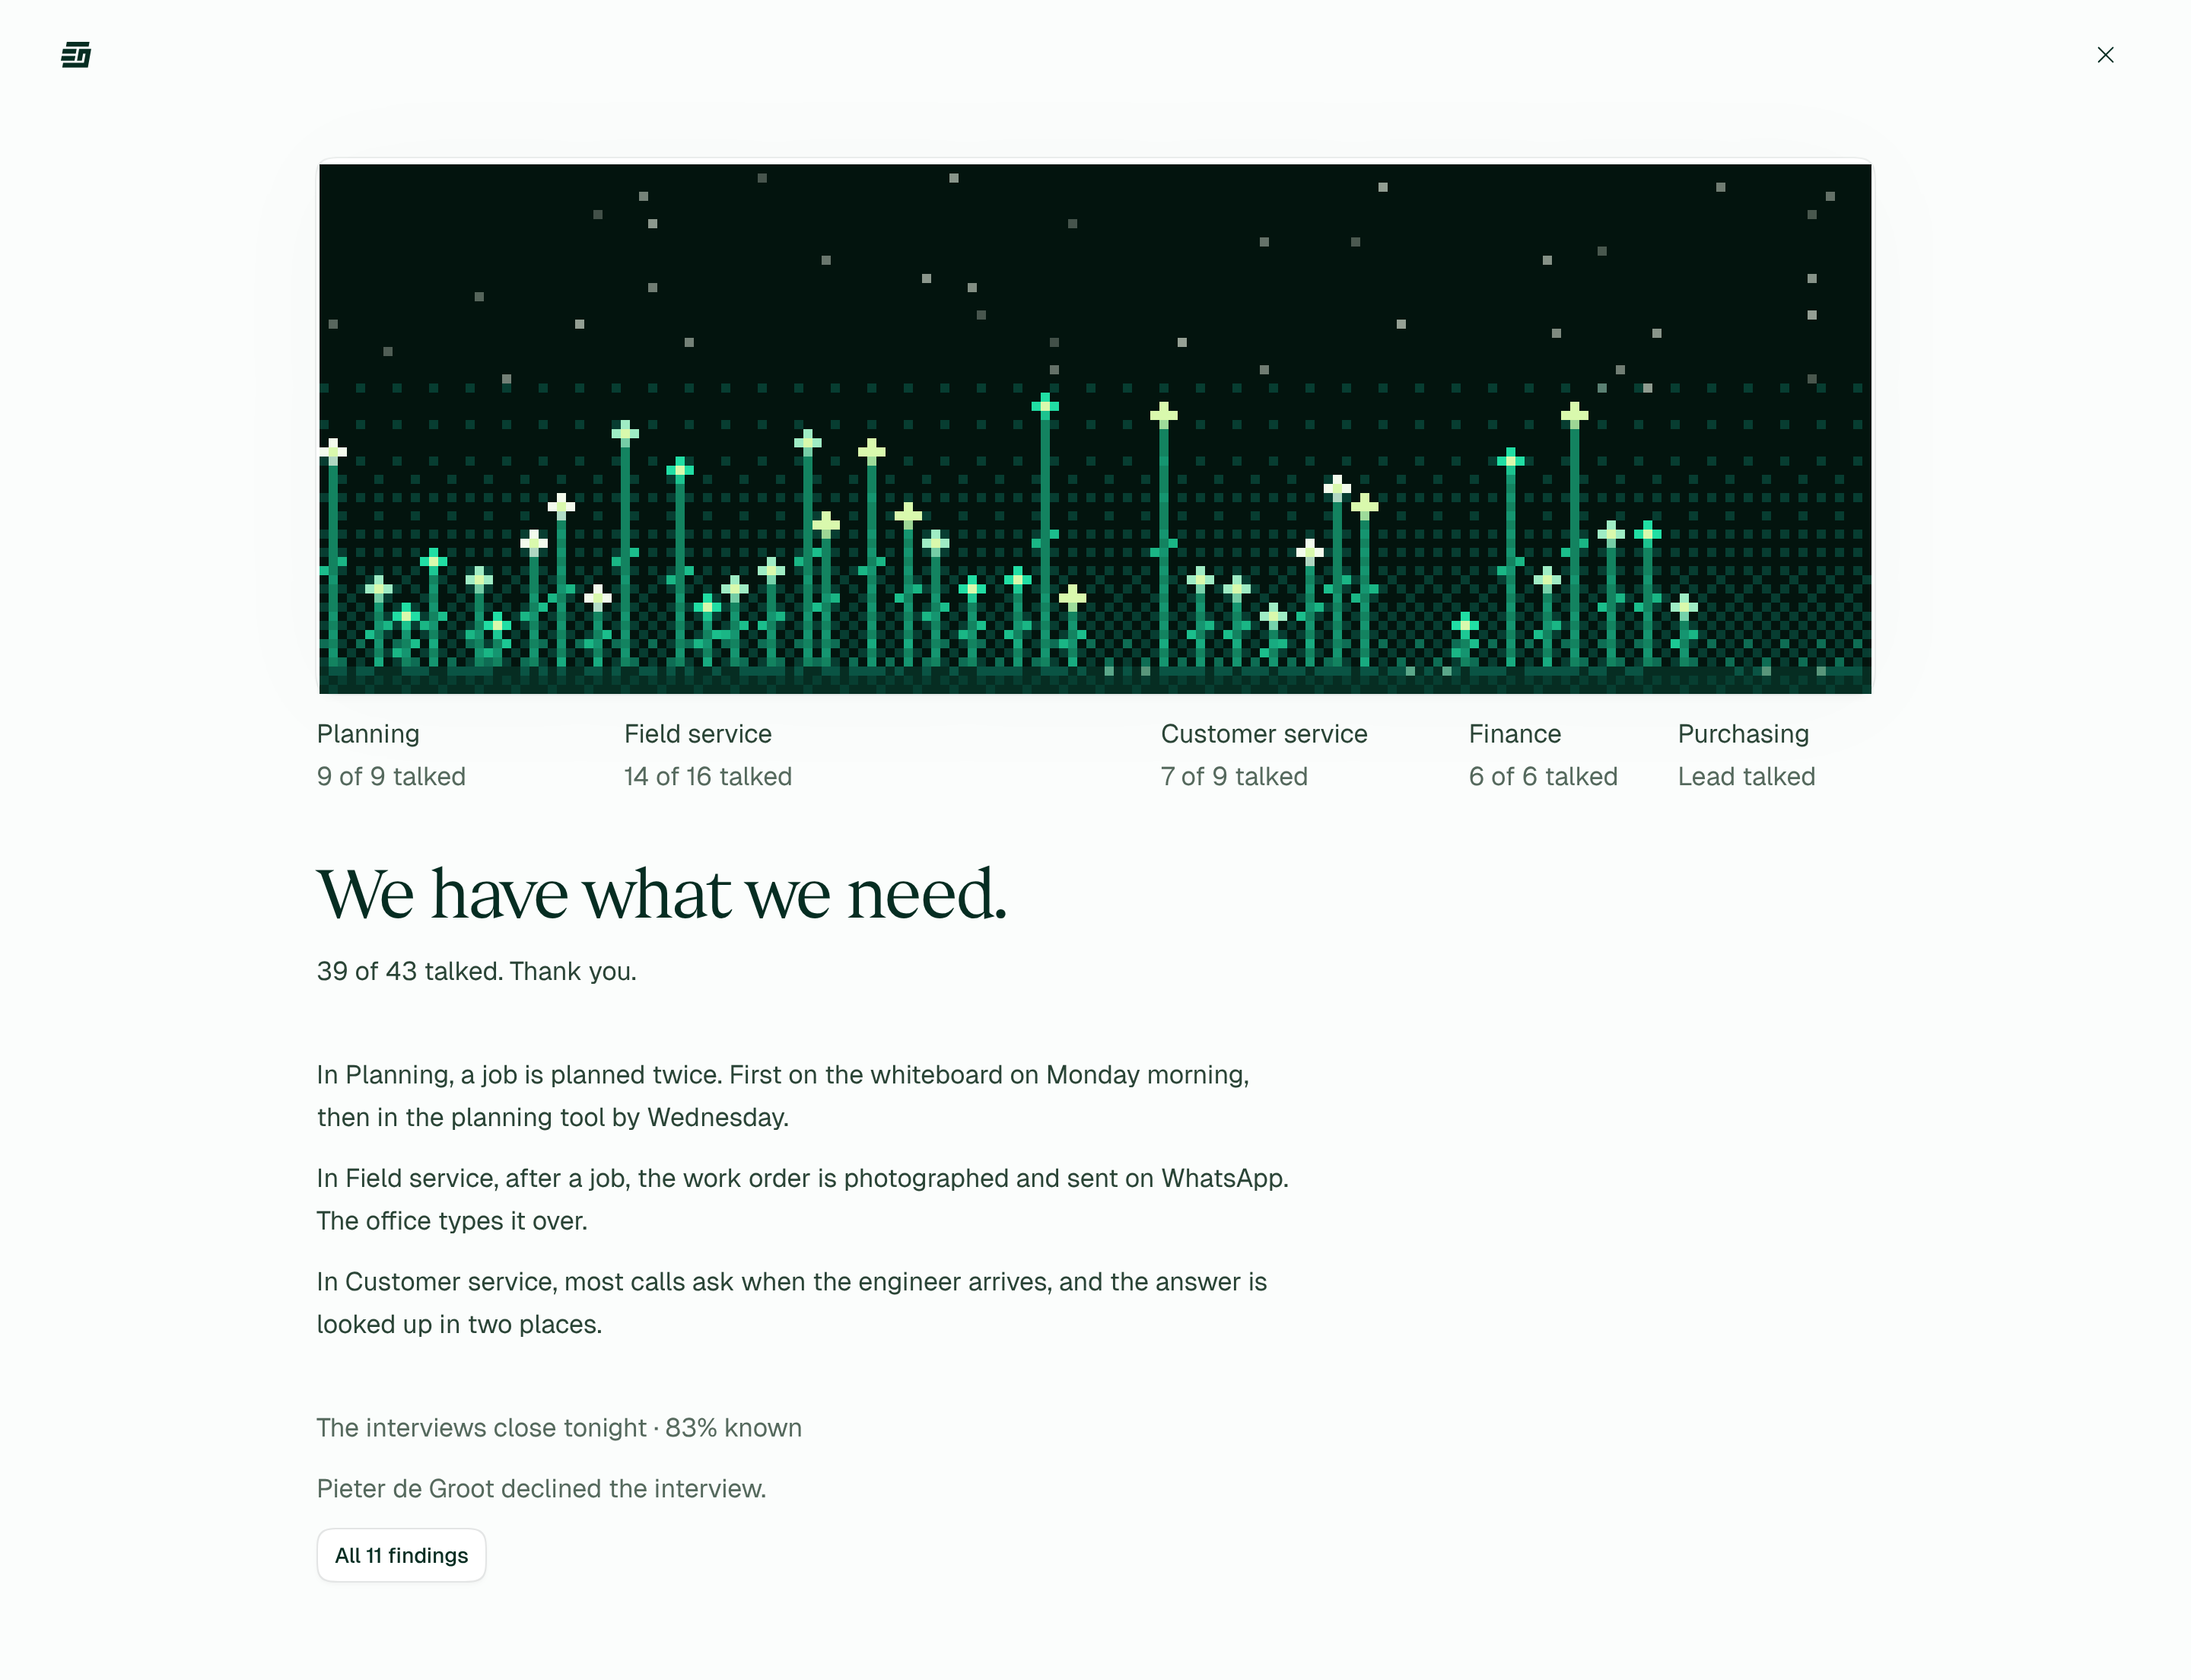 Planning
9 of 9 talked
Field service
14 of 16 talked
Customer service
7 of 9 talked
Finance
6 of 6 talked
Purchasing
Lead talked
We have what we need.
39 of 43 talked. Thank you.
In Planning, a job is planned twice. First on the whiteboard on Monday morning,
then in the planning tool by Wednesday.
In Field service, after a job, the work order is photographed and sent on WhatsApp.
The office types it over.
In Customer service, most calls ask when the engineer arrives, and the answer is
looked up in two places.
The interviews close tonight · 83% known
Pieter de Groot declined the interview.
All 11 findings